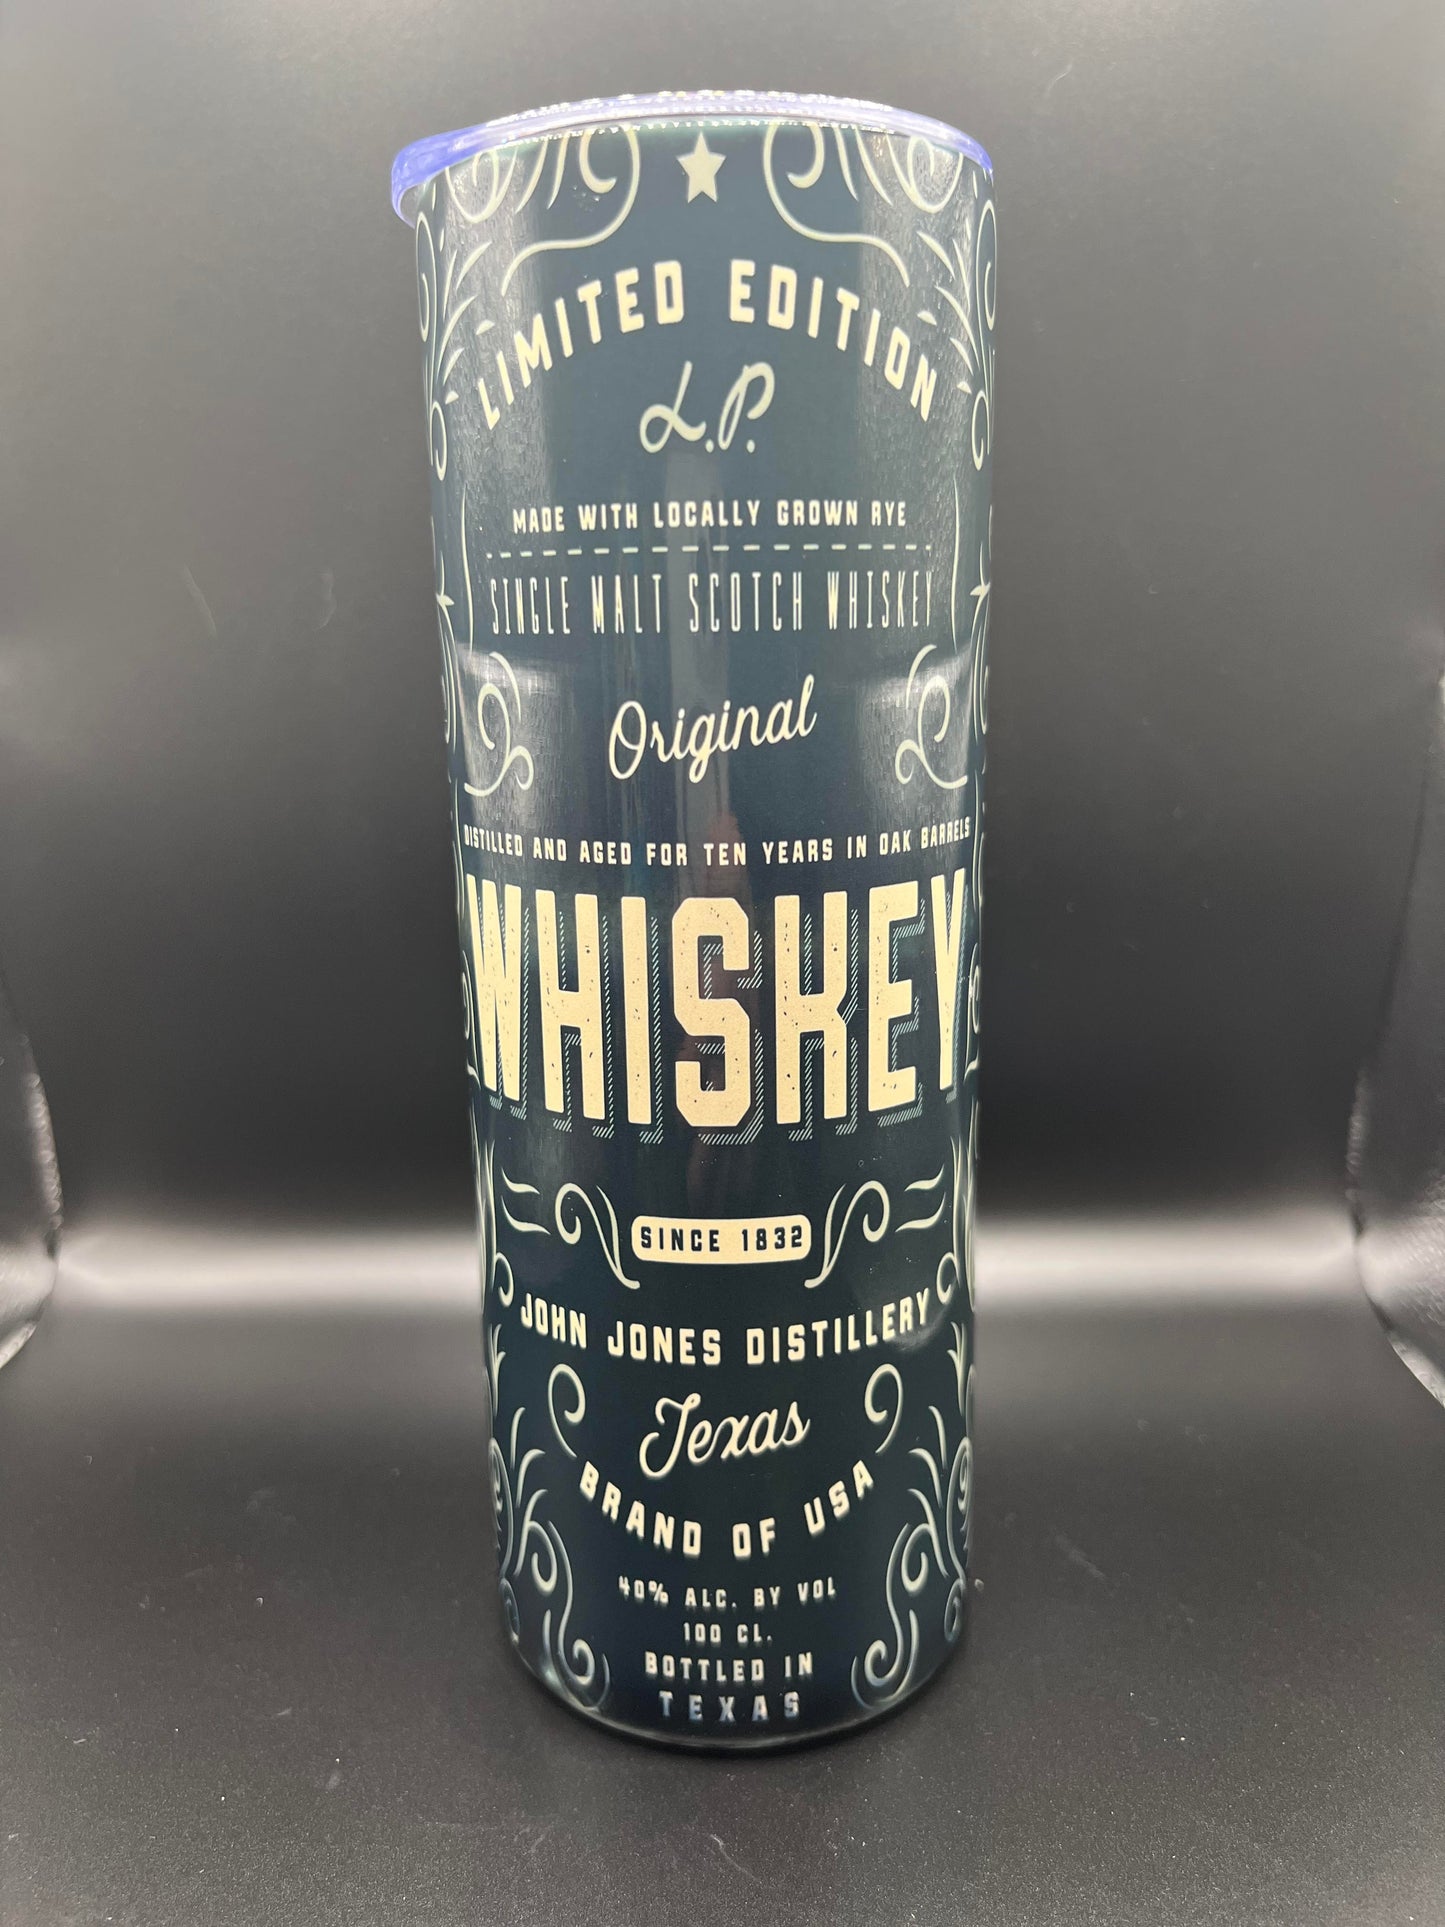 LIMITED EDITION
L.P.
MADE WITH LOCALLY GROWN RYE
SINGLE MALT SCOTCH WHISKEY
Original
DISTILLED AND AGED FOR TEN YEARS IN OAK BARRELS
WHISKEY
SINCE 1832
JOHN JONES DISTILLERY
Texas
BRAND OF USA
40% ALC. BY VOL
100 CL.
BOTTLED IN
TEXAS